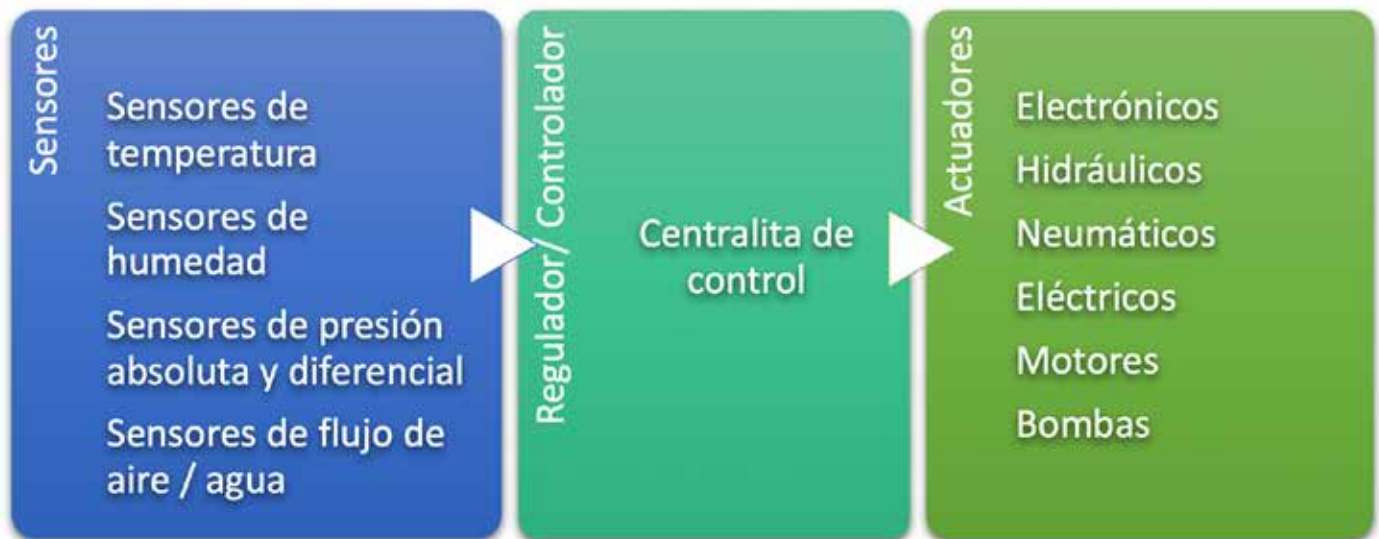 Sensores
Sensores de
temperatura
Sensores de
humedad
Sensores de presión
absoluta y diferencial
Sensores de flujo de
aire / agua
Regulador/ Controlador
Centralita de
control
Actuadores
Electrónicos
Hidráulicos
Neumáticos
Eléctricos
Motores
Bombas